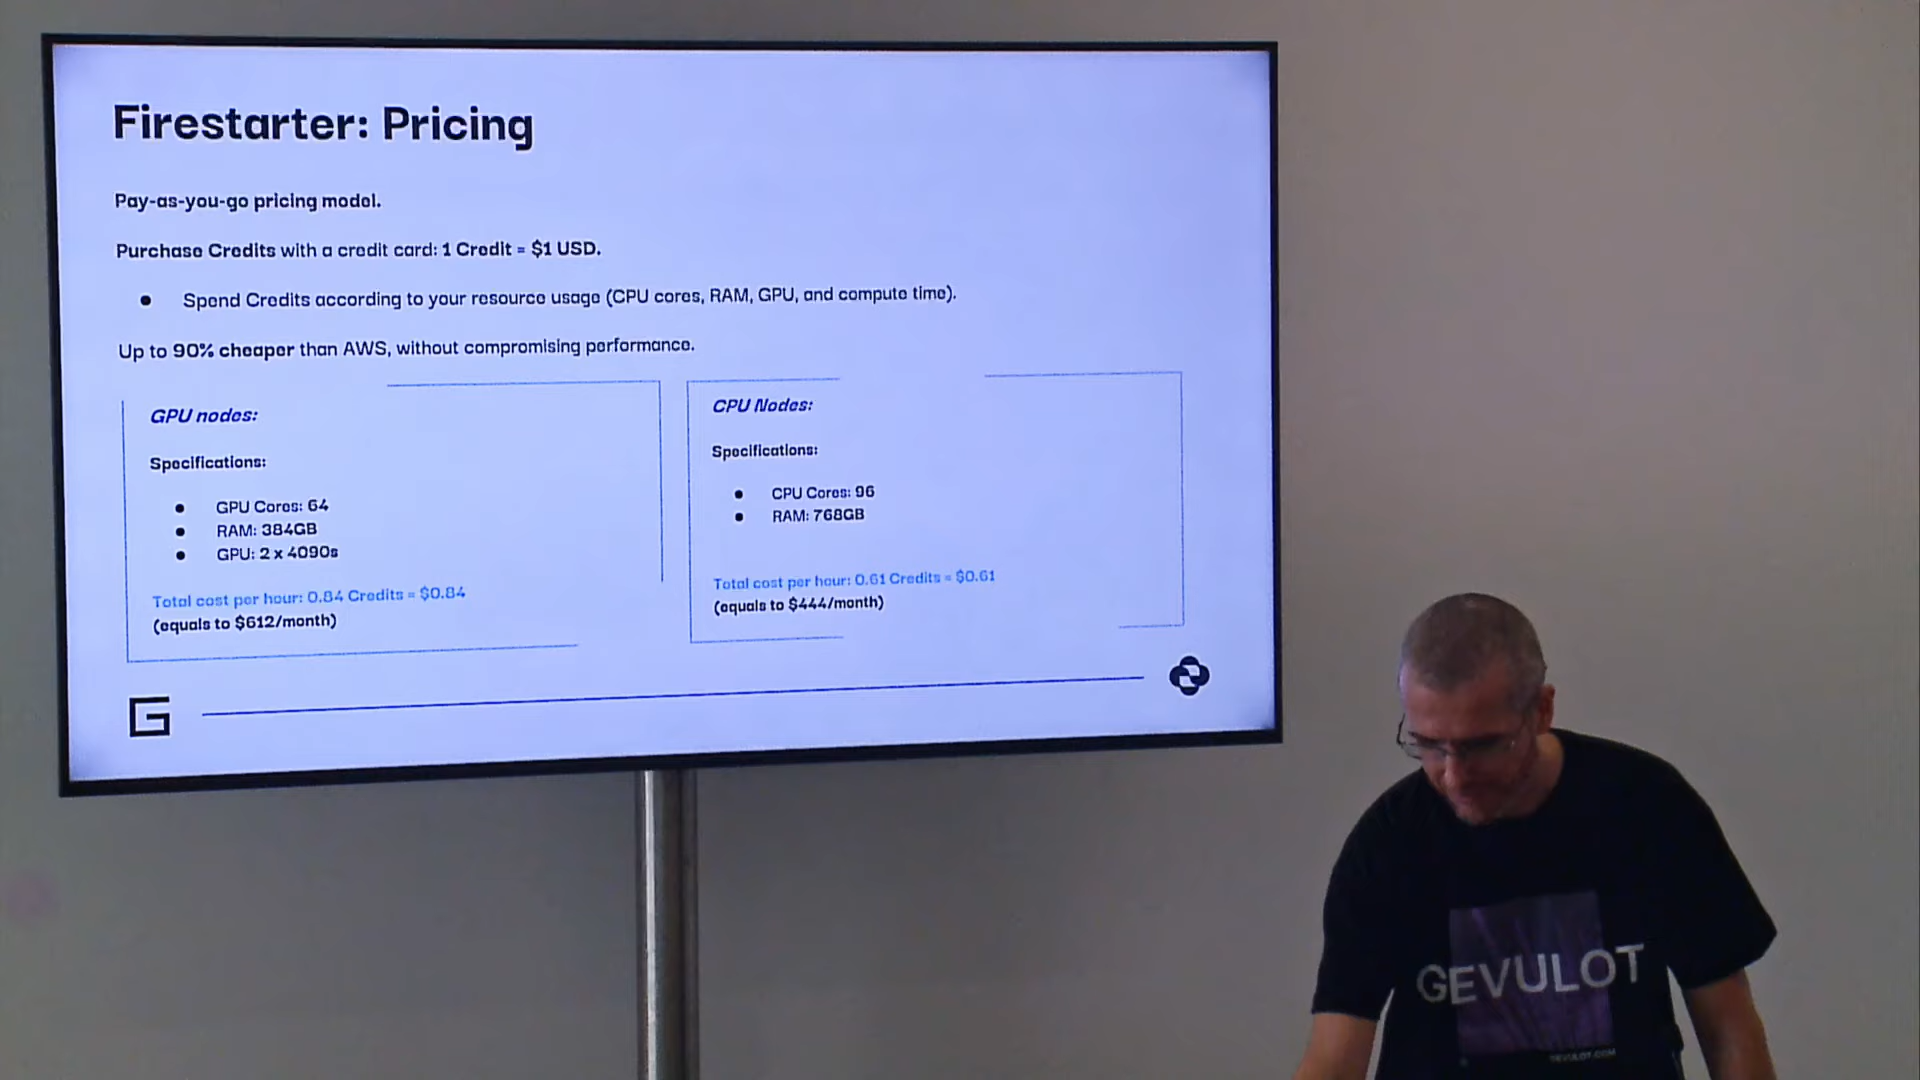 Firestarter: Pricing
Pay-as-you-go pricing model.
Purchase Credits with a credit card: 1 Credit = $1 USD.
● Spend Credits according to your resource usage (CPU cores, RAM, GPU, and compute time).
Up to 90% cheaper than AWS, without compromising performance.
GPU nodes:
Specifications:
● GPU Cores: 64
● RAM: 384GB
● GPU: 2 x 4090s
Total cost per hour: 0.84 Credits = $0.84
(equals to $612/month)
CPU Nodes:
Specifications:
● CPU Cores: 96
● RAM: 768GB
Total cost per hour: 0.61 Credits = $0.61
(equals to $444/month)
G
GEVULOT
GEVULOT.COM